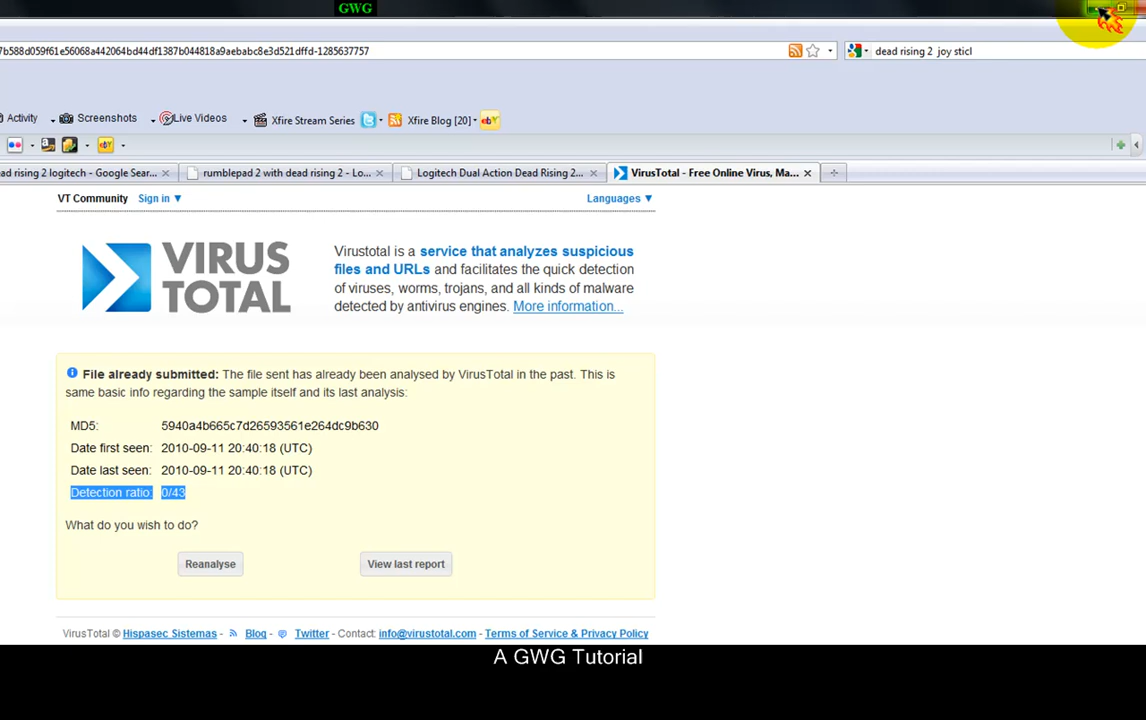 GWG
7b588d059f61e56068a442064bd44df1387b044818a9aebabc8e3d521dffd-1285637757
dead rising 2 joy sticl
Activity
Screenshots
Live Videos
Xfire Stream Series
Xfire Blog [20]
ebY
ebY
ad rising 2 logitech - Google Sear...
rumblepad 2 with dead rising 2 - Lo...
Logitech Dual Action Dead Rising 2...
VirusTotal - Free Online Virus, Ma...
VT Community
Sign in
Languages
VIRUS
TOTAL
Virustotal is a service that analyzes suspicious
files and URLs and facilitates the quick detection
of viruses, worms, trojans, and all kinds of malware
detected by antivirus engines. More information...
File already submitted: The file sent has already been analysed by VirusTotal in the past. This is
same basic info regarding the sample itself and its last analysis:
MD5: 5940a4b665c7d26593561e264dc9b630
Date first seen: 2010-09-11 20:40:18 (UTC)
Date last seen: 2010-09-11 20:40:18 (UTC)
Detection ratio: 0/43
What do you wish to do?
Reanalyse
View last report
VirusTotal © Hispasec Sistemas - Blog - Twitter - Contact: info@virustotal.com - Terms of Service & Privacy Policy
A GWG Tutorial